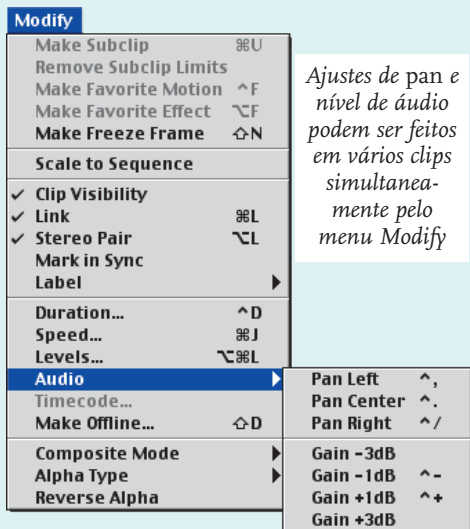 Modify
Make Subclip ⌘U
Remove Subclip Limits
Make Favorite Motion ^F
Make Favorite Effect ⌥F
Make Freeze Frame ⇧N
Scale to Sequence
✓ Clip Visibility
✓ Link ⌘L
✓ Stereo Pair ⌥L
Mark in Sync
Label
Duration... ^D
Speed... ⌘J
Levels... ⌥⌘L
Audio
Timecode...
Make Offline... ⇧D
Composite Mode
Alpha Type
Reverse Alpha
Pan Left ^,
Pan Center ^.
Pan Right ^/
Gain -3dB
Gain -1dB ^-
Gain +1dB ^+
Gain +3dB
Ajustes de pan e
nível de áudio
podem ser feitos
em vários clips
simultanea-
mente pelo
menu Modify